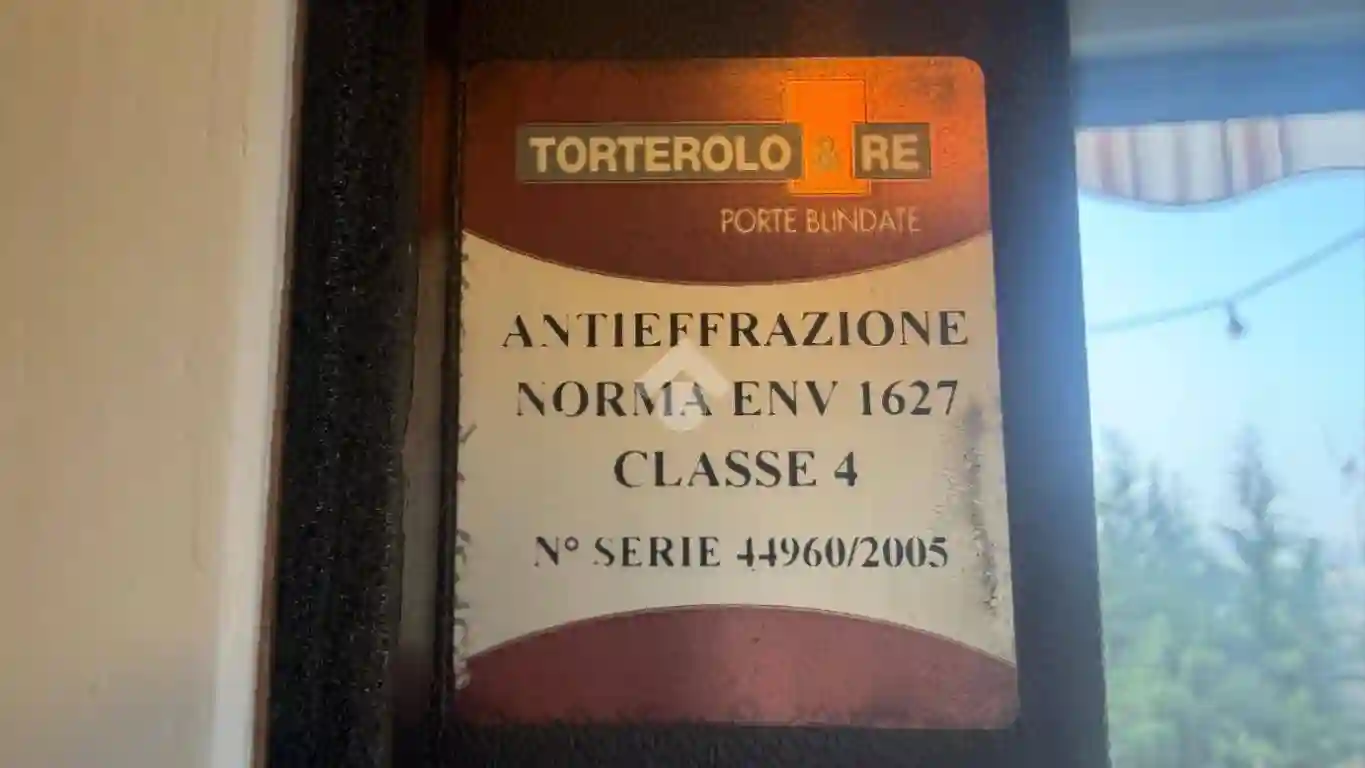 TORTEROLO & RE
PORTE BLINDATE
ANTIEFFRAZIONE
NORMA ENV 1627
CLASSE 4
N° SERIE 44960/2005